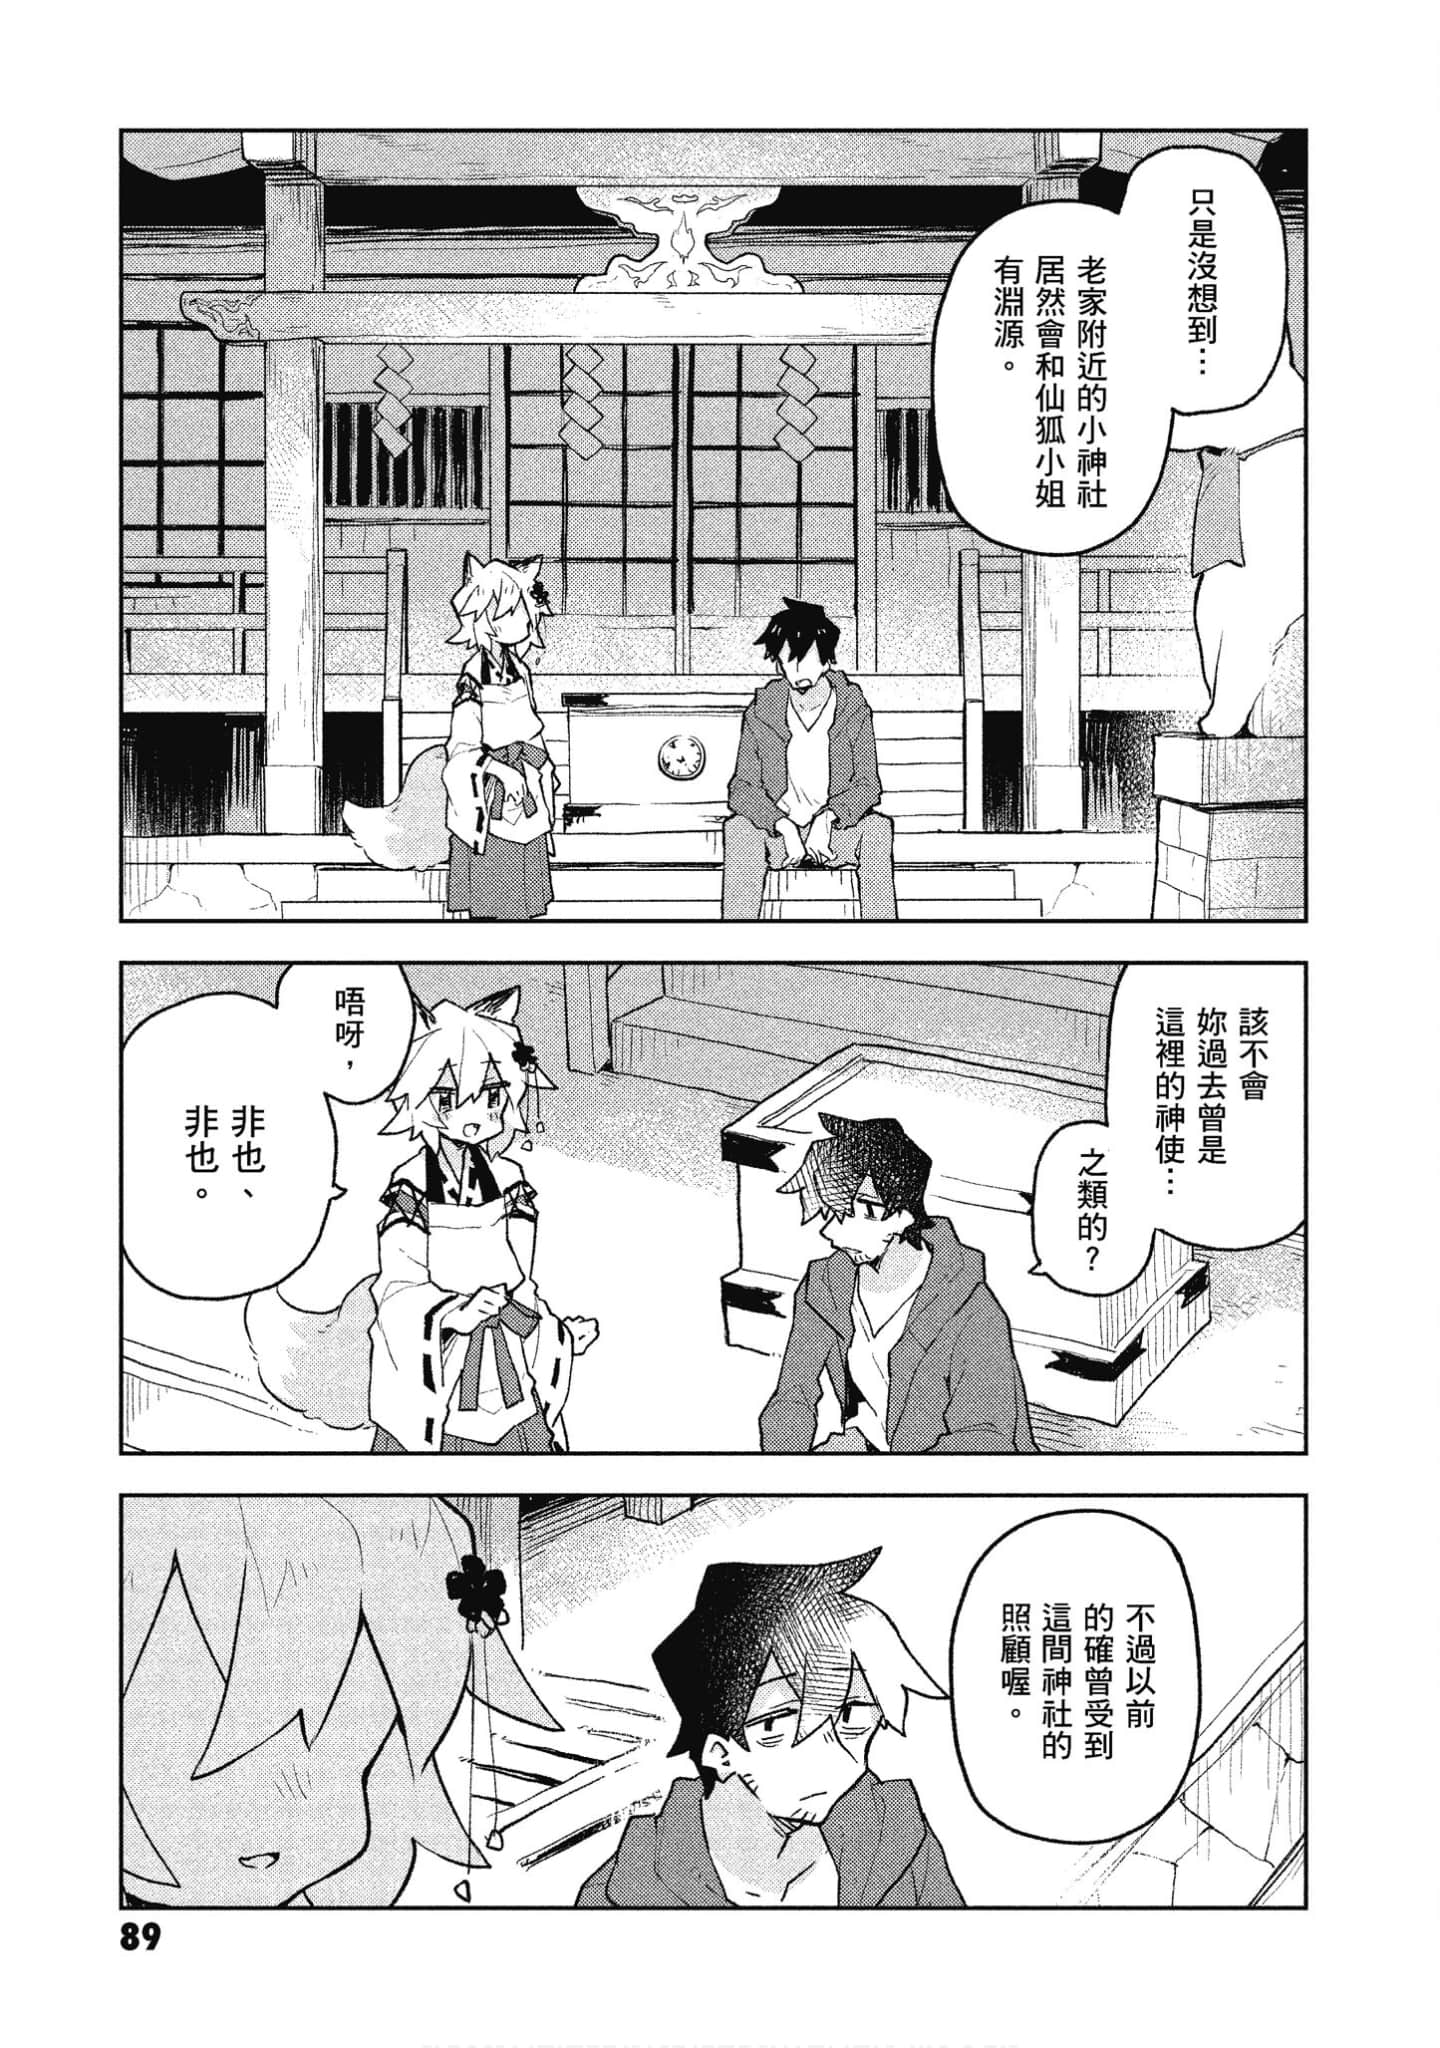 只是沒想到…
老家附近的小神社
居然會和仙狐小姐
有淵源。
該不會
妳過去曾是
這裡的神使…
之類的？
唔呀，
非也、
非也。
不過以前
的確曾受到
這間神社的
照顧喔。
89